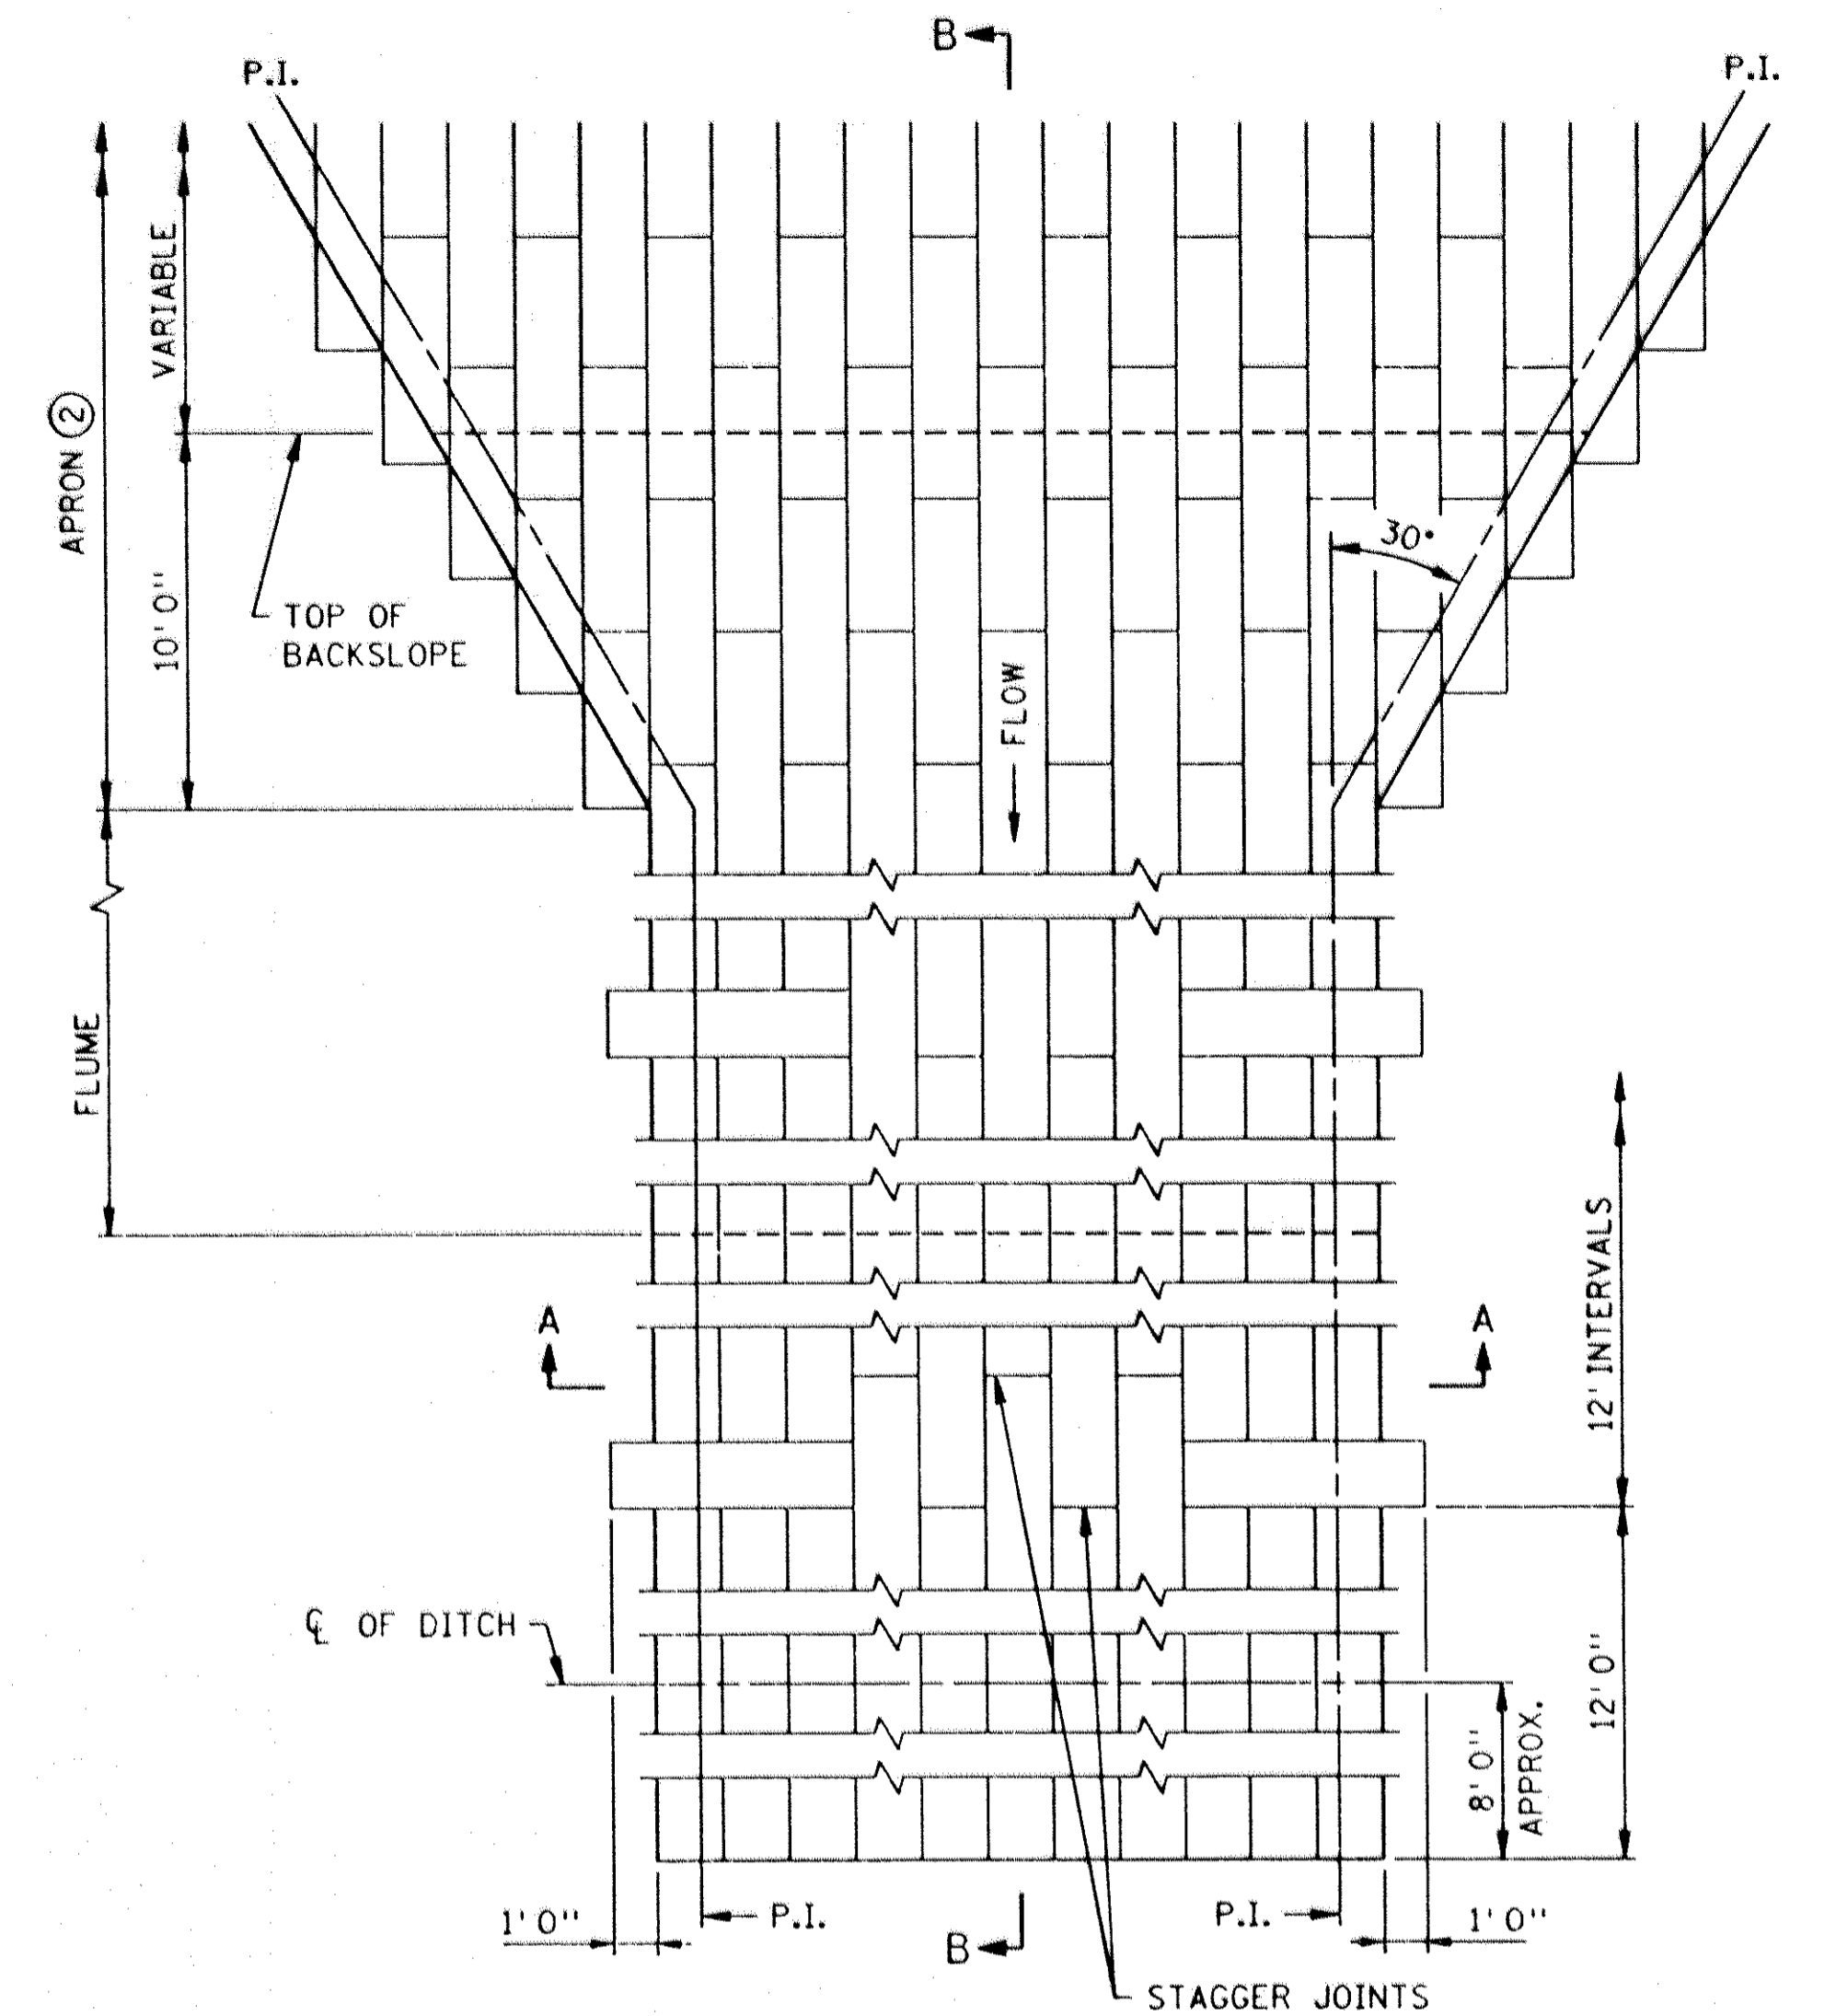 B
P.I.
P.I.
VARIABLE
APRON ②
30°
10' 0"
TOP OF
BACKSLOPE
FLOW
FLUME
12' INTERVALS
A
A
℄ OF DITCH
12' 0"
8' 0"
APPROX.
1' 0"
P.I.
P.I.
1' 0"
B
STAGGER JOINTS